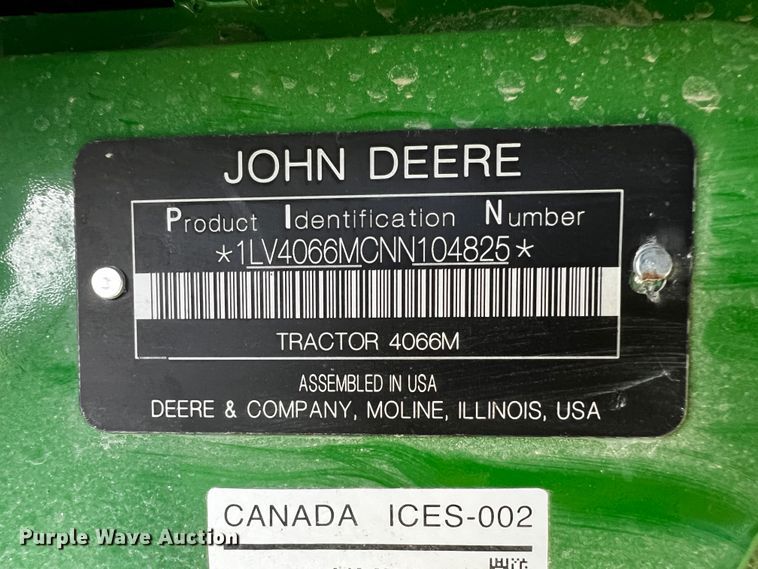 JOHN DEERE
Product Identification Number
*1LV4066MCNN104825*
TRACTOR 4066M
ASSEMBLED IN USA
DEERE & COMPANY, MOLINE, ILLINOIS, USA
CANADA ICES-002
Purple Wave Auction